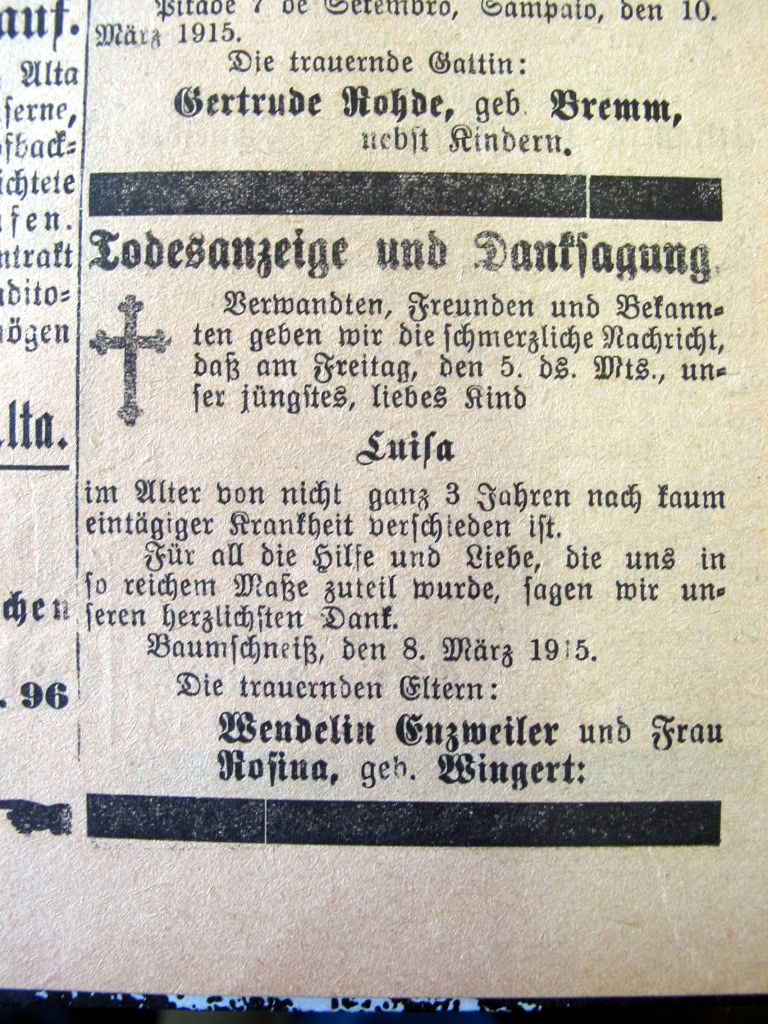 auf.
Alta
serne,
fback-
ichtete
fen.
ntrakt
ndito-
mögen
lta.
chen
. 96
Pikade 7 de Setembro, Sampaio, den 10.
März 1915.
Die trauernde Gattin:
Gertrude Rohde, geb. Bremm,
nebst Kindern.
Todesanzeige und Danksagung.
Verwandten, Freunden und Bekann-
ten geben wir die schmerzliche Nachricht,
daß am Freitag, den 5. ds. Mts., un-
ser jüngstes, liebes Kind
Luisa
im Alter von nicht ganz 3 Jahren nach kaum
eintägiger Krankheit verschieden ist.
Für all die Hilfe und Liebe, die uns in
so reichem Maße zuteil wurde, sagen wir un-
seren herzlichsten Dank.
Baumschneiß, den 8. März 1915.
Die trauernden Eltern:
Wendelin Enzweiler und Frau
Rosina, geb. Wingert: